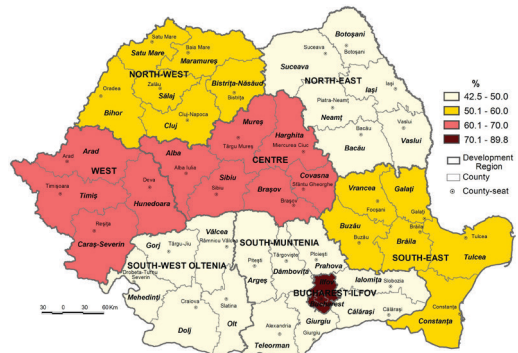 Satu Mare
Baia Mare
Satu Mare
Maramureş
NORTH-WEST
Oradea
Zalău
Bistriţa-Năsăud
Sălaj
Bistriţa
Bihor
Cluj-Napoca
Cluj
Botoşani
Suceava
Botoşani
Suceava
NORTH-EAST
Iaşi
Iaşi
Piatra-Neamţ
Neamţ
Vaslui
Bacău
Bacău
Vaslui
%
42.5 - 50.0
50.1 - 60.0
60.1 - 70.0
70.1 - 89.8
Development
Region
County
County-seat
Mureş
Harghita
Târgu Mureş
Miercurea Ciuc
Arad
Alba
CENTRE
Arad
WEST
Alba Iulia
Covasna
Deva
Sibiu
Sfântu Gheorghe
Timişoara
Timiş
Sibiu
Braşov
Hunedoara
Braşov
Reşiţa
Caraş-Severin
Vrancea
Galaţi
Focşani
Galaţi
Buzău
Brăila
Buzău
Brăila
Tulcea
SOUTH-EAST
Tulcea
Constanţa
Constanţa
Vâlcea
Gorj
SOUTH-MUNTENIA
Târgu-Jiu
Râmnicu Vâlcea
Ploieşti
Târgovişte
SOUTH-WEST OLTENIA
Piteşti
Prahova
Drobeta-Turnu
Severin
Dâmboviţa
Ialomiţa
Argeş
Slobozia
Mehedinţi
BUCHAREST-ILFOV
Craiova
Slatina
Călăraşi
Olt
Călăraşi
Dolj
Alexandria
Giurgiu
Giurgiu
Teleorman
30
0
30
60 Km